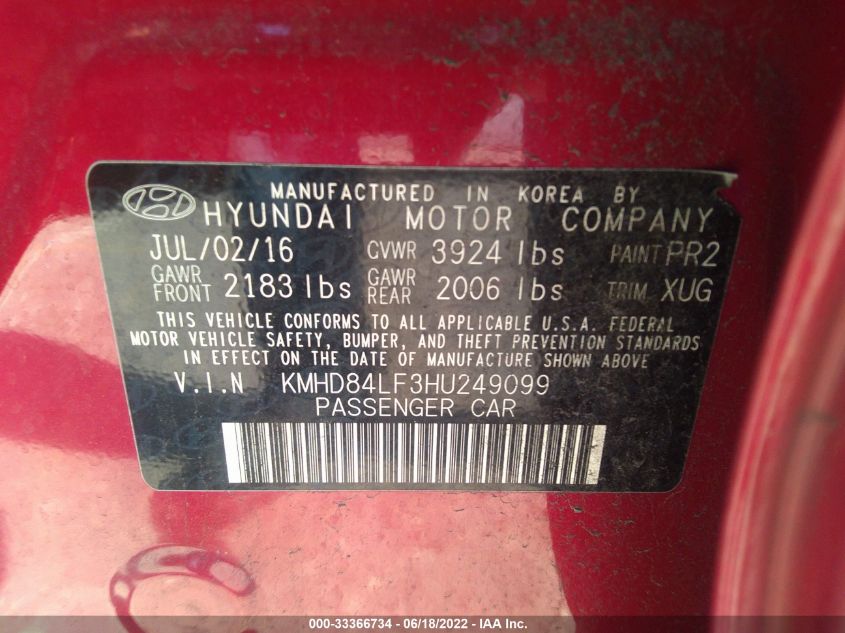 MANUFACTURED IN KOREA BY
HYUNDAI MOTOR COMPANY
JUL/02/16 GVWR 3924 lbs PAINT PR2
GAWR FRONT 2183 lbs GAWR REAR 2006 lbs TRIM XUG
THIS VEHICLE CONFORMS TO ALL APPLICABLE U.S.A. FEDERAL
MOTOR VEHICLE SAFETY, BUMPER, AND THEFT PREVENTION STANDARDS
IN EFFECT ON THE DATE OF MANUFACTURE SHOWN ABOVE
V.I.N KMHD84LF3HU249099
PASSENGER CAR
000-33366734 - 06/18/2022 - IAA Inc.